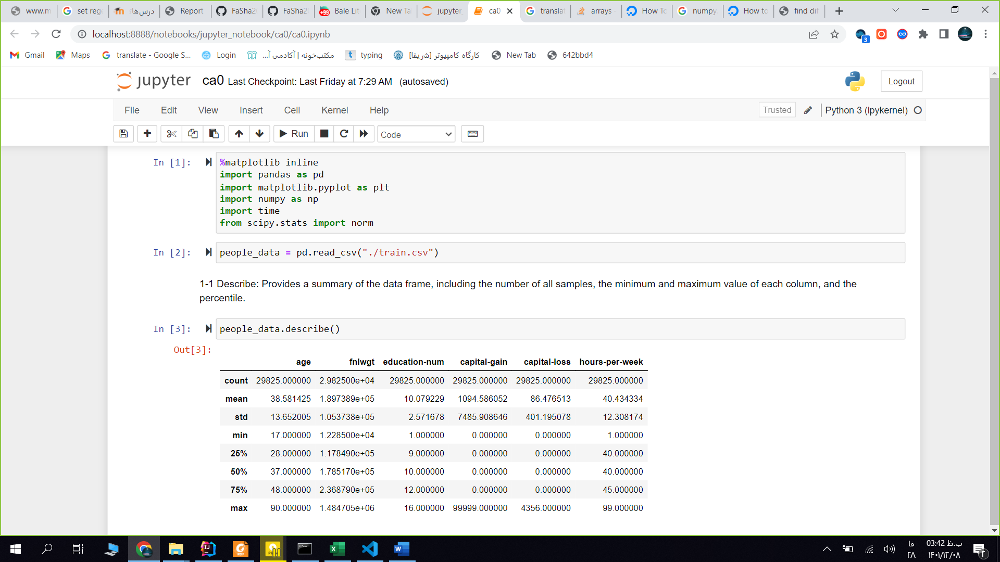 www.m
set reg
درس‌ها
Report
FaSha2
FaSha2
Bale Lit
New Ta
jupyter
ca0
transla
arrays
How To
numpy
How to
find dif
localhost:8888/notebooks/jupyter_notebook/ca0/ca0.ipynb
3
Gmail
Maps
translate - Google S...
Login
مکتب‌خونه | آکادمی آ...
typing
کارگاه کامپیوتر [شریفا]
New Tab
642bbd4
jupyter ca0 Last Checkpoint: Last Friday at 7:29 AM (autosaved)
Logout
File Edit View Insert Cell Kernel Help
Trusted
Python 3 (ipykernel)
Run
Code
In [1]: %matplotlib inline
import pandas as pd
import matplotlib.pyplot as plt
import numpy as np
import time
from scipy.stats import norm
In [2]: people_data = pd.read_csv("./train.csv")
1-1 Describe: Provides a summary of the data frame, including the number of all samples, the minimum and maximum value of each column, and the
percentile.
In [3]: people_data.describe()
Out[3]:
age fnlwgt education-num capital-gain capital-loss hours-per-week
count 29825.000000 2.982500e+04 29825.000000 29825.000000 29825.000000 29825.000000
mean 38.581425 1.897389e+05 10.079229 1094.586052 86.476513 40.434334
std 13.652005 1.053738e+05 2.571678 7485.908646 401.195078 12.308174
min 17.000000 1.228500e+04 1.000000 0.000000 0.000000 1.000000
25% 28.000000 1.178490e+05 9.000000 0.000000 0.000000 40.000000
50% 37.000000 1.785170e+05 10.000000 0.000000 0.000000 40.000000
75% 48.000000 2.368790e+05 12.000000 0.000000 0.000000 45.000000
max 90.000000 1.484705e+06 16.000000 99999.000000 4356.000000 99.000000
فا
FA
03:42 ب.ظ
۱۴۰۱/۱۲/۰۸
۲